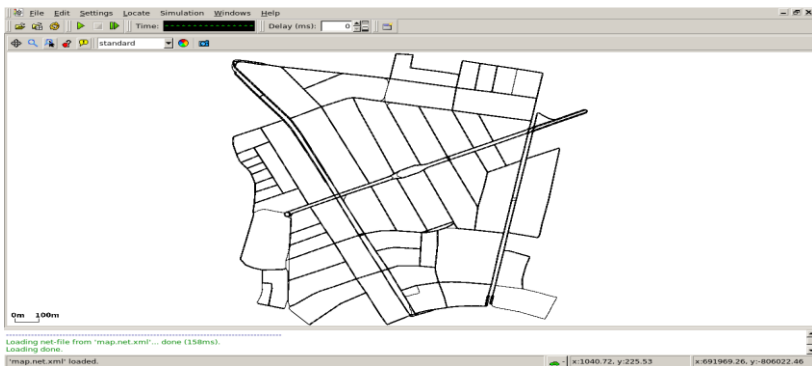 File Edit Settings Locate Simulation Windows Help
Time: Delay (ms): 0
standard
0m 100m
Loading net-file from 'map.net.xml'... done (158ms).
Loading done.
'map.net.xml' loaded. x:1040.72, y:225.53 x:691969.26, y:-806022.46